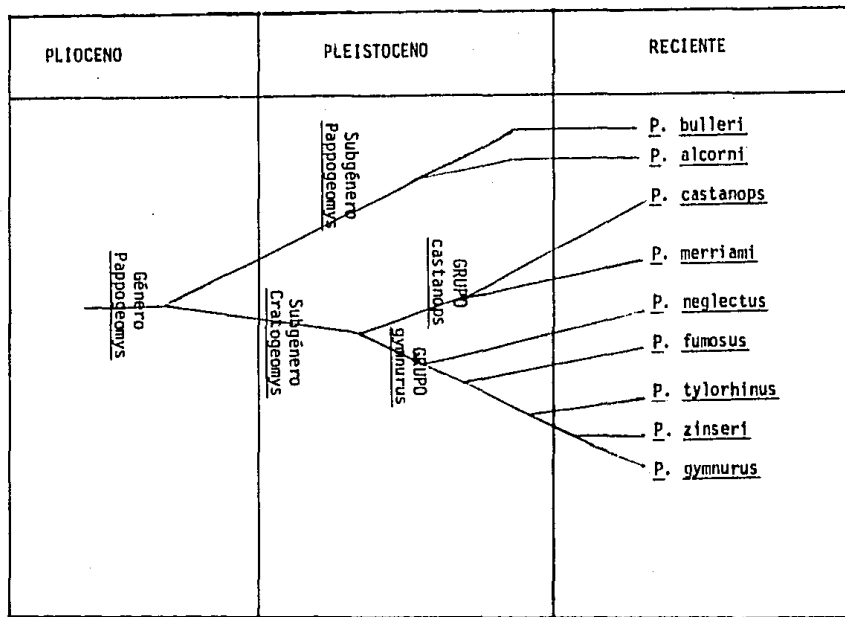 PLIOCENO
PLEISTOCENO
RECIENTE
Género
Pappogeomys
Subgénero
Pappogeomys
Subgénero
Cratogeomys
GRUPO
castanops
GRUPO
gymnurus
P. bulleri
P. alcorni
P. castanops
P. merriami
P. neglectus
P. fumosus
P. tylorhinus
P. zinseri
P. gymnurus